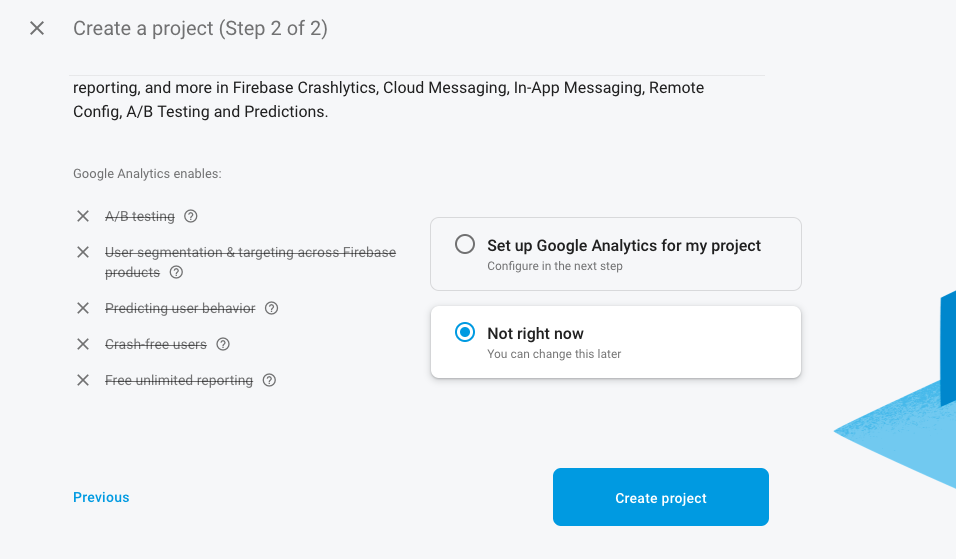 Create a project (Step 2 of 2)
reporting, and more in Firebase Crashlytics, Cloud Messaging, In-App Messaging, Remote
Config, A/B Testing and Predictions.
Google Analytics enables:
A/B testing
User segmentation & targeting across Firebase
products
Predicting user behavior
Crash-free users
Free unlimited reporting
Set up Google Analytics for my project
Configure in the next step
Not right now
You can change this later
Previous
Create project